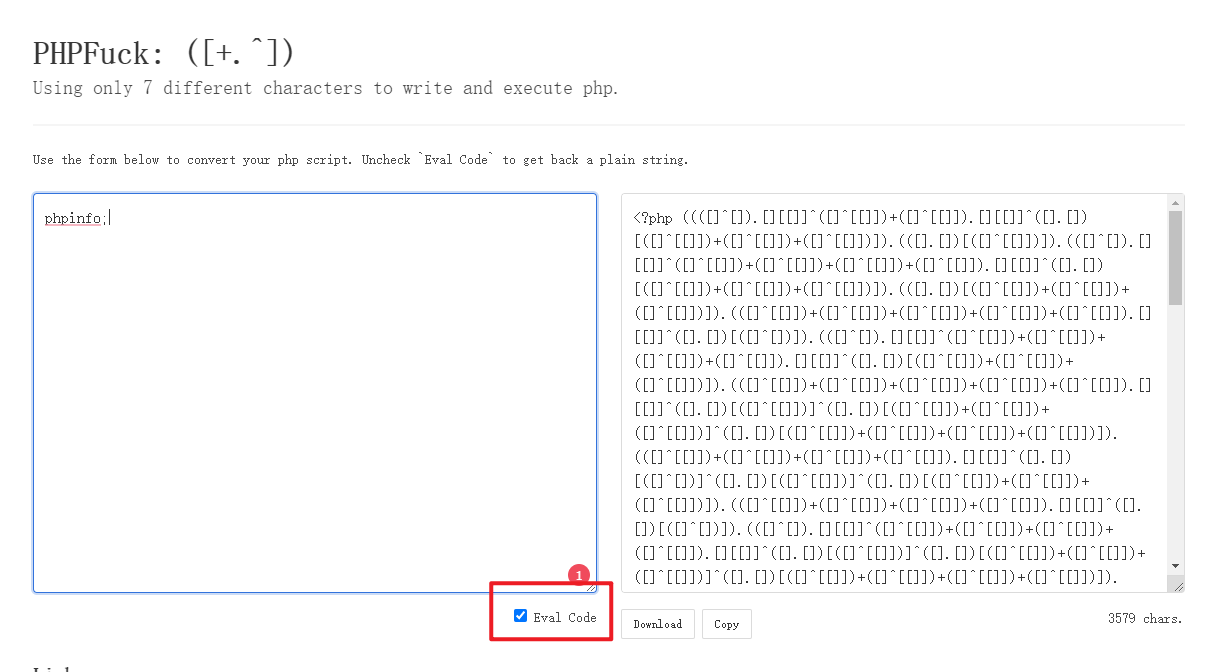 PHPFuck: ([+.^])
Using only 7 different characters to write and execute php.
Use the form below to convert your php script. Uncheck `Eval Code` to get back a plain string.
phpinfo;
<?php ((([]^[]).[][[]]^([]^[[]])+([]^[[]]).[][[]]^([].[])
[([]^[[]])+([]^[[]])+([]^[[]])]).(([].[])[([]^[[]])]).(([]^[]).[]
[[]]^([]^[[]])+([]^[[]])+([]^[[]])+([]^[[]]).[][[]]^([].[])
[([]^[[]])+([]^[[]])+([]^[[]])]).(([].[])[([]^[[]])+([]^[[]])+
([]^[[]])]).(([]^[[]])+([]^[[]])+([]^[[]])+([]^[[]])+([]^[[]]).[]
[[]]^([].[])[([]^[])]).(([]^[]).[][[]]^([]^[[]])+([]^[[]])+
([]^[[]])+([]^[[]]).[][[]]^([].[])[([]^[[]])+([]^[[]])+
([]^[[]])]).(([]^[[]])+([]^[[]])+([]^[[]])+([]^[[]])+([]^[[]]).[]
[[]]^([].[])[([]^[[]])]^([].[])[([]^[[]])+([]^[[]])+
([]^[[]])]^([].[])[([]^[[]])+([]^[[]])+([]^[[]])+([]^[[]])]).
(([]^[[]])+([]^[[]])+([]^[[]])+([]^[[]]).[][[]]^([].[])
[([]^[])]^([].[])[([]^[[]])]^([].[])[([]^[[]])+([]^[[]])+
([]^[[]])]).(([]^[[]])+([]^[[]])+([]^[[]])+([]^[[]]).[][[]]^([].
[])[([]^[])]).(([]^[]).[][[]]^([]^[[]])+([]^[[]])+([]^[[]])+
([]^[[]]).[][[]]^([].[])[([]^[[]])]^([].[])[([]^[[]])+([]^[[]])+
([]^[[]])]^([].[])[([]^[[]])+([]^[[]])+([]^[[]])+([]^[[]])]).
1
Eval Code
Download
Copy
3579 chars.